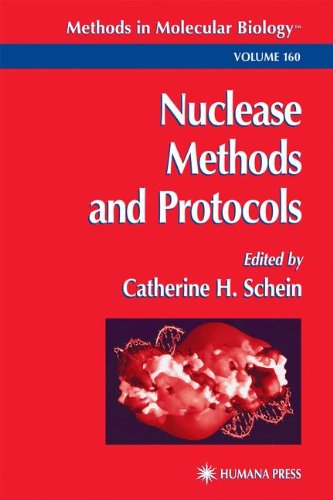 Methods in Molecular Biology™
VOLUME 160
Nuclease
Methods
and Protocols
Edited by
Catherine H. Schein
HUMANA PRESS